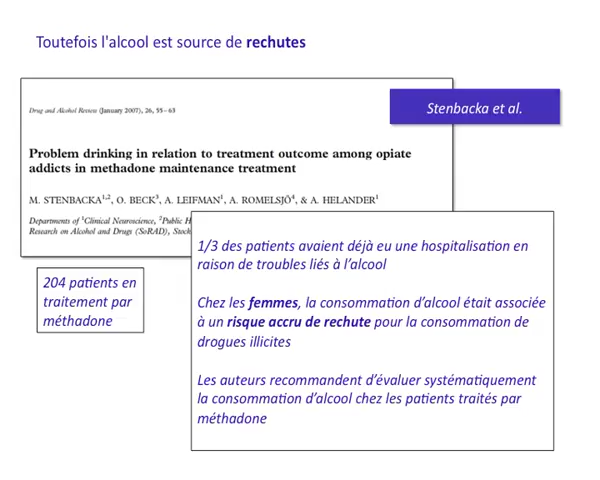 Toutefois l'alcool est source de rechutes
Drug and Alcohol Review (January 2007), 26, 55–63
Stenbacka et al.
Problem drinking in relation to treatment outcome among opiate
addicts in methadone maintenance treatment
M. STENBACKA1,2, O. BECK3, A. LEIFMAN1, A. ROMELSJÖ4, & A. HELANDER1
Departments of 1Clinical Neuroscience, 2Public H
Research on Alcohol and Drugs (SoRAD), Stock
204 patients en
traitement par
méthadone
1/3 des patients avaient déjà eu une hospitalisation en
raison de troubles liés à l'alcool
Chez les femmes, la consommation d'alcool était associée
à un risque accru de rechute pour la consommation de
drogues illicites
Les auteurs recommandent d'évaluer systématiquement
la consommation d'alcool chez les patients traités par
méthadone